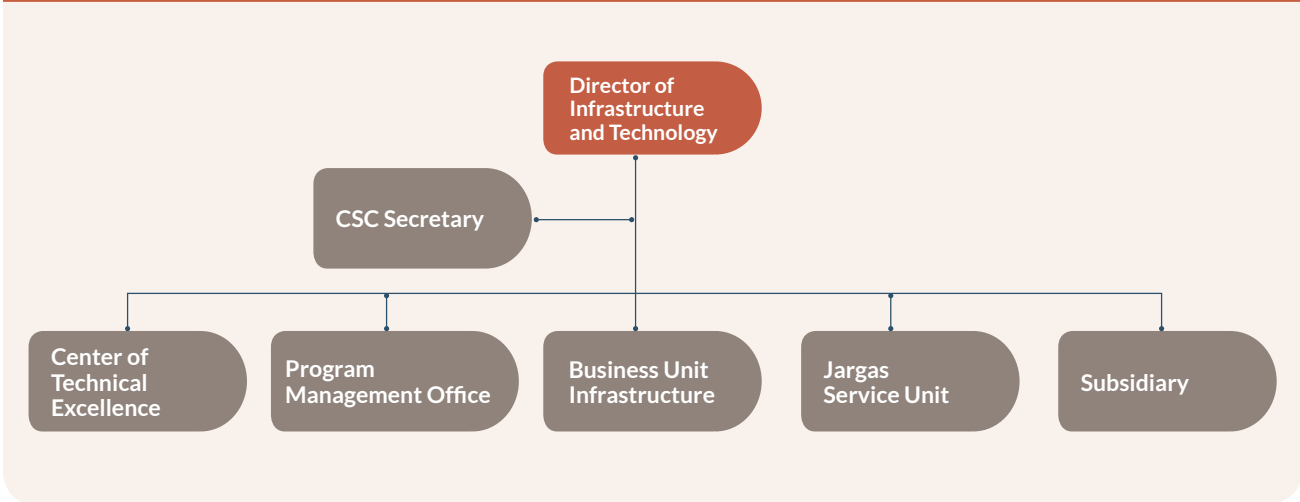 Director of
Infrastructure
and Technology
CSC Secretary
Center of
Technical
Excellence
Program
Management Office
Business Unit
Infrastructure
Jargas
Service Unit
Subsidiary